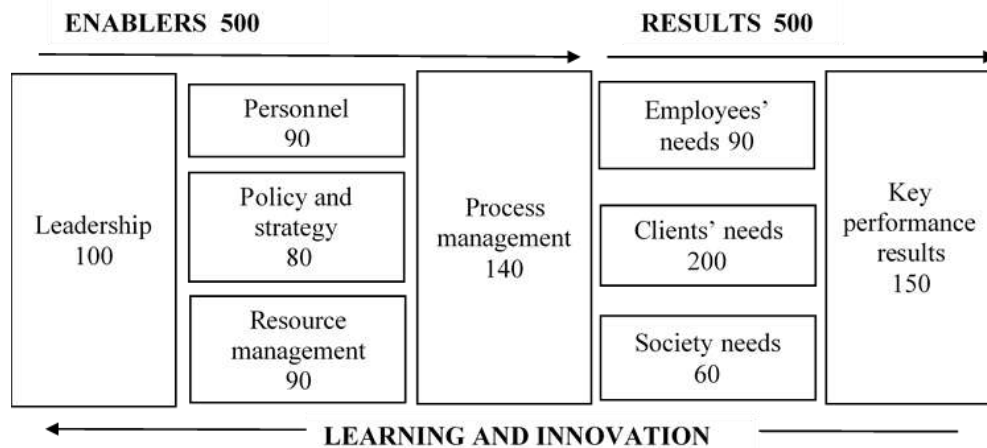 ENABLERS 500
RESULTS 500
Leadership
100
Personnel
90
Policy and
strategy
80
Resource
management
90
Process
management
140
Employees’
needs 90
Clients’ needs
200
Society needs
60
Key
performance
results
150
LEARNING AND INNOVATION